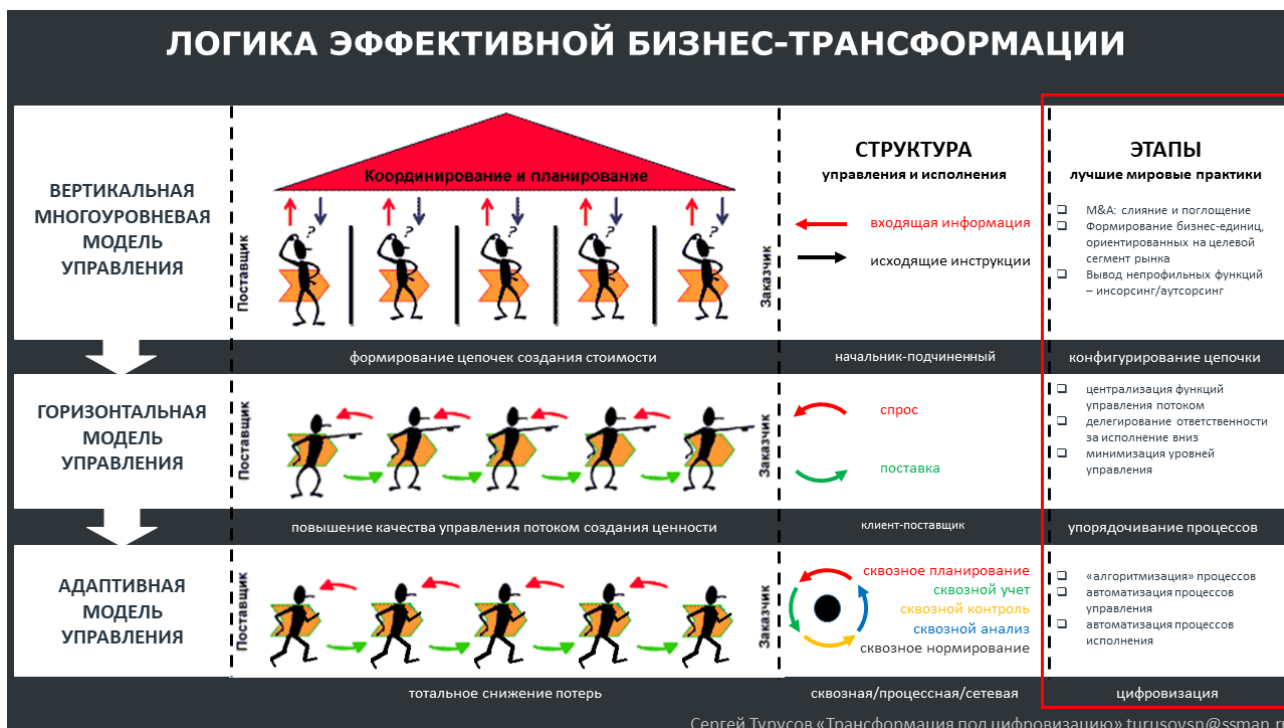 ЛОГИКА ЭФФЕКТИВНОЙ БИЗНЕС-ТРАНСФОРМАЦИИ
ВЕРТИКАЛЬНАЯ
МНОГОУРОВНЕВАЯ
МОДЕЛЬ
УПРАВЛЕНИЯ
Координирование и планирование
?
?
?
?
?
Поставщик
Заказчик
СТРУКТУРА
управления и исполнения
входящая информация
исходящие инструкции
ЭТАПЫ
лучшие мировые практики
M&A: слияние и поглощение
Формирование бизнес-единиц,
ориентированных на целевой
сегмент рынка
Вывод непрофильных функций
– инсорсинг/аутсорсинг
формирование цепочек создания стоимости
начальник-подчиненный
конфигурирование цепочки
ГОРИЗОНТАЛЬНАЯ
МОДЕЛЬ
УПРАВЛЕНИЯ
Поставщик
Заказчик
спрос
поставка
централизация функций
управления потоком
делегирование ответственности
за исполнение вниз
минимизация уровней
управления
повышение качества управления потоком создания ценности
клиент-поставщик
упорядочивание процессов
АДАПТИВНАЯ
МОДЕЛЬ
УПРАВЛЕНИЯ
Поставщик
Заказчик
сквозное планирование
сквозной учет
сквозной контроль
сквозной анализ
сквозное нормирование
«алгоритмизация» процессов
автоматизация процессов
управления
автоматизация процессов
исполнения
тотальное снижение потерь
сквозная/процессная/сетевая
цифровизация
Сергей Турусов «Трансформация под цифровизацию» turusovsn@ssman.r